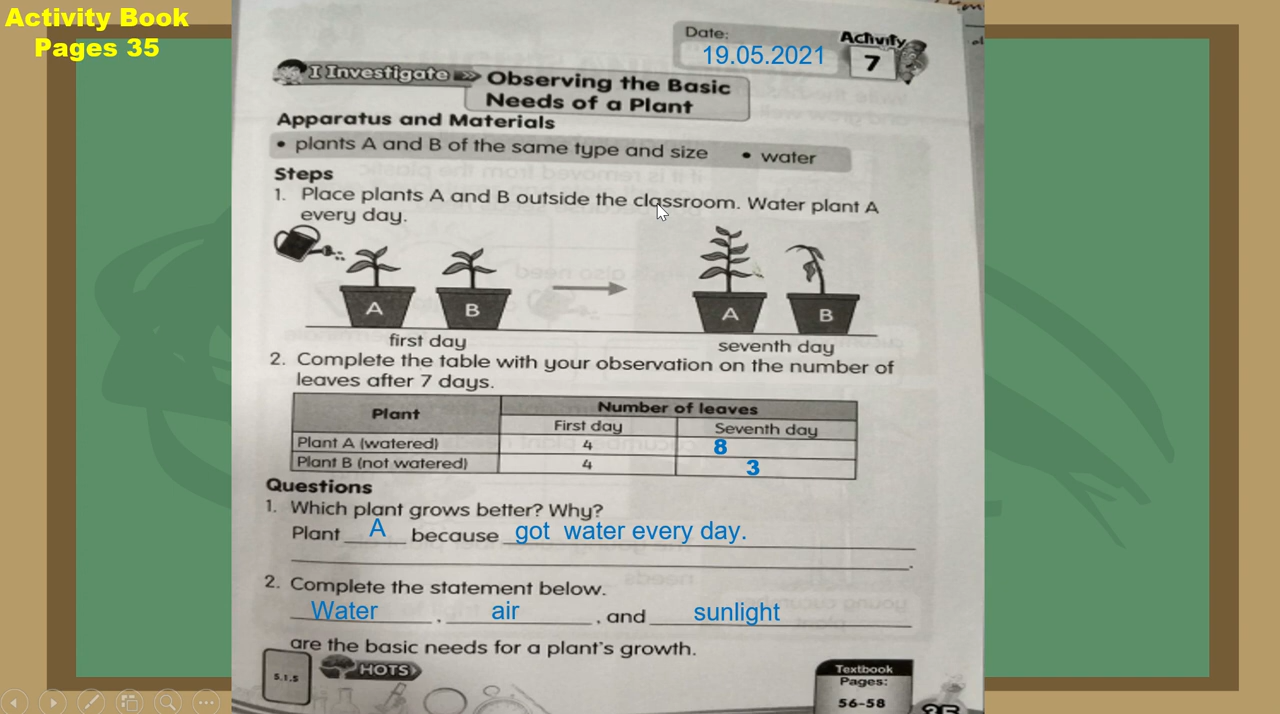 Activity Book
Pages 35
Date:
19.05.2021
Activity
7
I Investigate
Observing the Basic
Needs of a Plant
Apparatus and Materials
• plants A and B of the same type and size • water
Steps
1. Place plants A and B outside the classroom. Water plant A
every day.
A B A B
first day seventh day
2. Complete the table with your observation on the number of
leaves after 7 days.
Plant Number of leaves
First day Seventh day
Plant A (watered) 4 8
Plant B (not watered) 4 3
Questions
1. Which plant grows better? Why?
Plant A because got water every day.
2. Complete the statement below.
Water , air , and sunlight
are the basic needs for a plant's growth.
5.1.5
HOTS
Textbook
Pages:
56-58